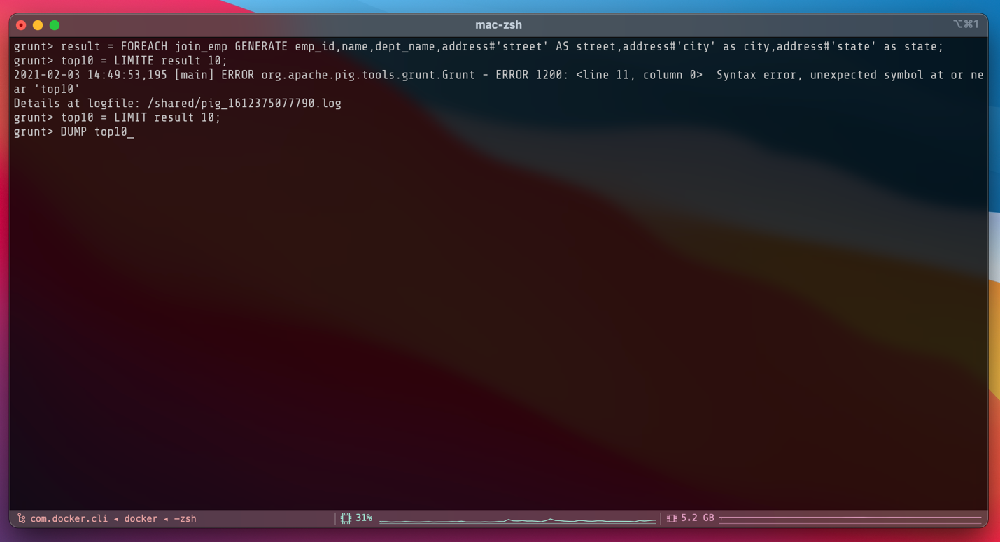 mac-zsh
⌥⌘1
grunt> result = FOREACH join_emp GENERATE emp_id,name,dept_name,address#'street' AS street,address#'city' as city,address#'state' as state;
grunt> top10 = LIMITE result 10;
2021-02-03 14:49:53,195 [main] ERROR org.apache.pig.tools.grunt.Grunt - ERROR 1200: <line 11, column 0>  Syntax error, unexpected symbol at or ne
ar 'top10'
Details at logfile: /shared/pig_1612375077790.log
grunt> top10 = LIMIT result 10;
grunt> DUMP top10_
com.docker.cli ◂ docker ◂ -zsh
31%
5.2 GB